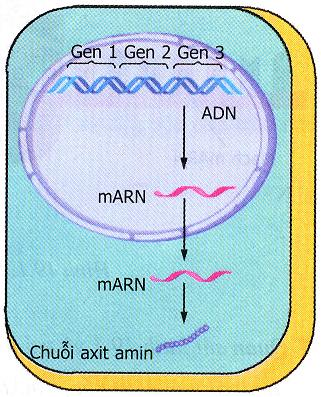 Gen 1 Gen 2 Gen 3
ADN
mARN
mARN
Chuỗi axit amin